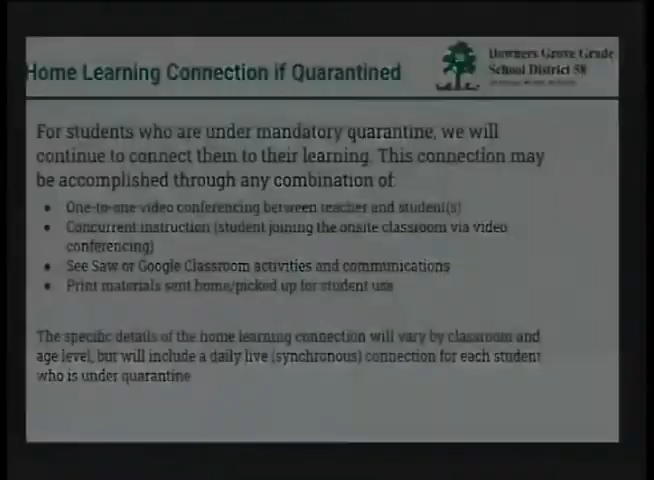 Home Learning Connection if Quarantined
Downers Grove Grade
School District 58
For students who are under mandatory quarantine, we will
continue to connect them to their learning. This connection may
be accomplished through any combination of:
• One-to-one video conferencing between teacher and student(s)
• Concurrent instruction (student joining the onsite classroom via video
conferencing)
• See Saw or Google Classroom activities and communications
• Print materials sent home/picked up for student use
The specific details of the home learning connection will vary by classroom and
age level, but will include a daily live (synchronous) connection for each student
who is under quarantine